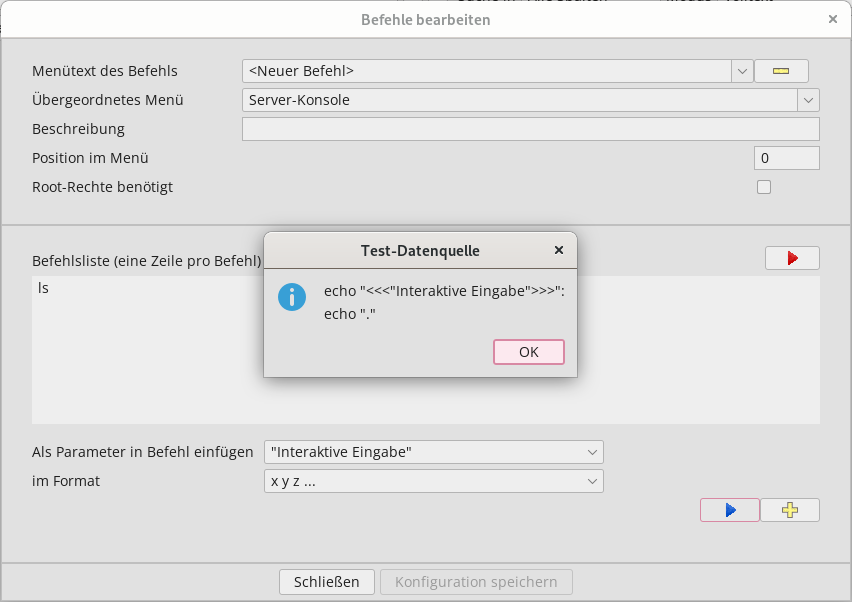 Befehle bearbeiten
Menütext des Befehls
<Neuer Befehl>
Übergeordnetes Menü
Server-Konsole
Beschreibung
Position im Menü
0
Root-Rechte benötigt
Test-Datenquelle
Befehlsliste (eine Zeile pro Befehl)
ls
echo "<<<"Interaktive Eingabe">>>":
echo "."
OK
Als Parameter in Befehl einfügen
"Interaktive Eingabe"
im Format
x y z ...
Schließen
Konfiguration speichern